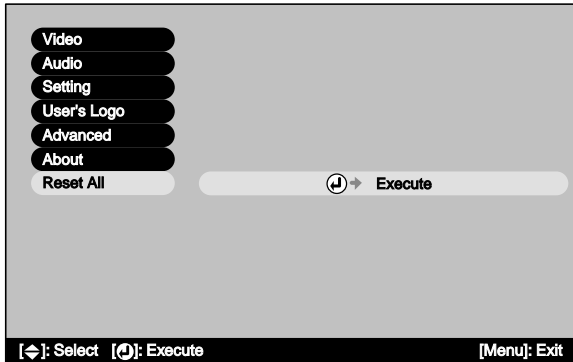 Video
Audio
Setting
User's Logo
Advanced
About
Reset All Execute
[]: Select []: Execute [Menu]: Exit